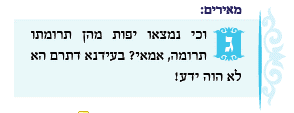 מאירים:
ג
וכי נמצאו יפות מהן תרומתו
תרומה, אמאי? בעידנא דתרם הא
לא הוה ידע!